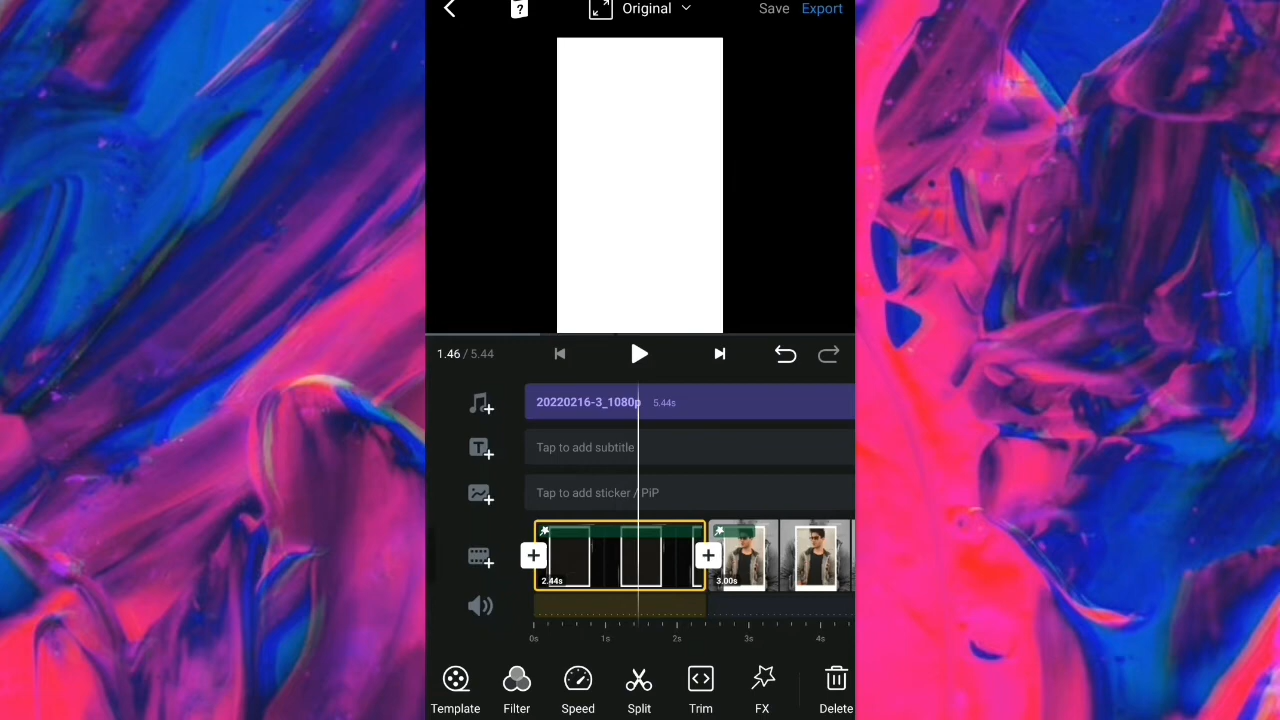 ?
Original
Save
Export
1.46 / 5.44
20220216-3_1080p 5.44s
Tap to add subtitle
Tap to add sticker / PiP
2.44s
3.00s
0s 1s 2s 3s 4s
Template Filter Speed Split Trim FX Delete